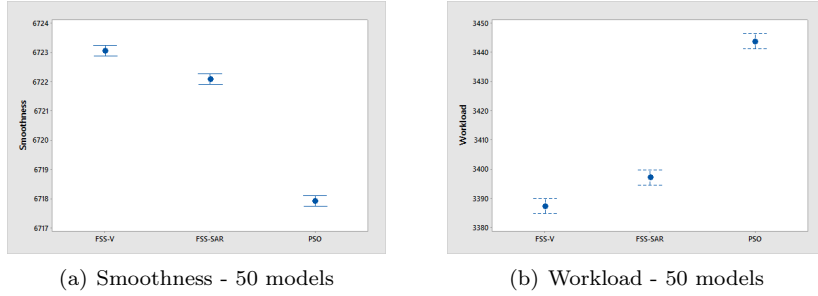 6724
6723
6722
6721
6720
6719
6718
6717
Smoothness
FSS-V FSS-SAR PSO
3450
3440
3430
3420
3410
3400
3390
3380
Workload
FSS-V FSS-SAR PSO
(a) Smoothness - 50 models
(b) Workload - 50 models